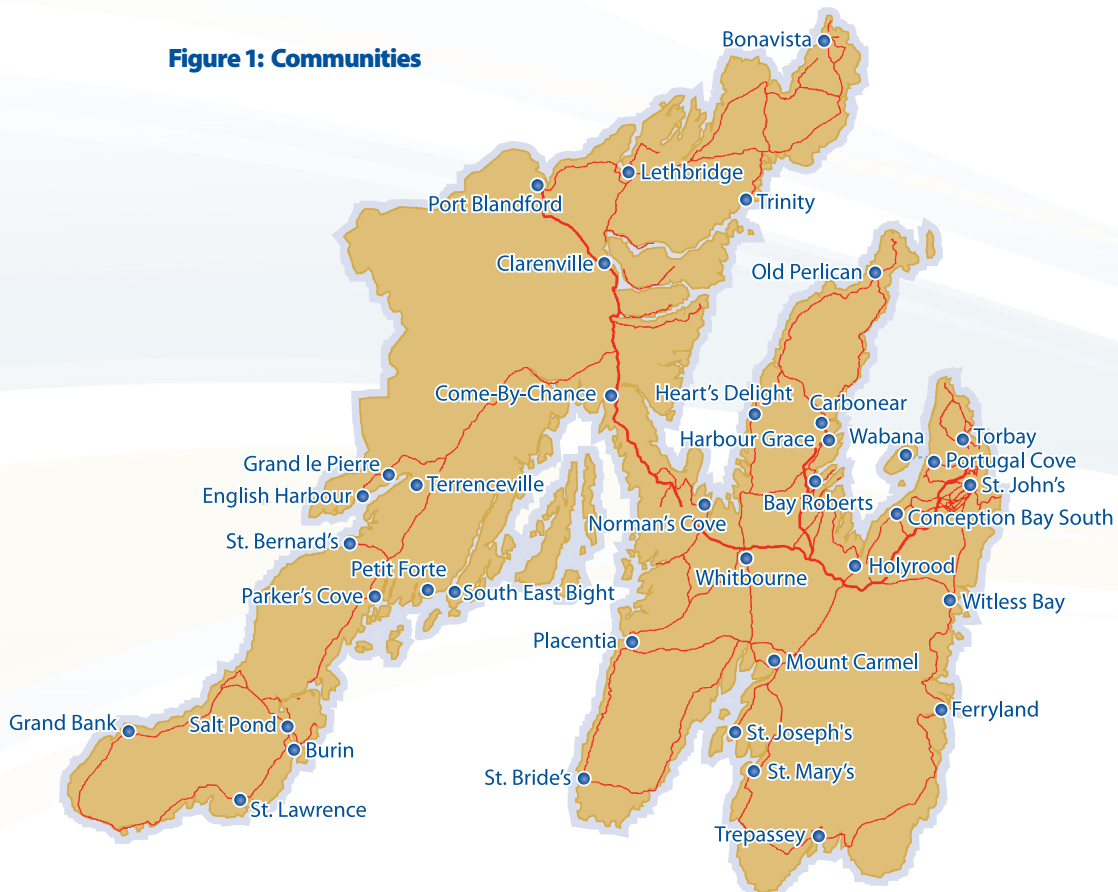 Figure 1: Communities
Bonavista
Lethbridge
Port Blandford
Trinity
Clarenville
Old Perlican
Come-By-Chance
Heart's Delight
Carbonear
Harbour Grace
Wabana
Torbay
Portugal Cove
Grand le Pierre
Terrenceville
St. John's
English Harbour
Bay Roberts
Norman's Cove
Conception Bay South
St. Bernard's
Petit Forte
Whitbourne
Holyrood
Parker's Cove
South East Bight
Witless Bay
Placentia
Mount Carmel
Grand Bank
Salt Pond
Ferryland
St. Joseph's
Burin
St. Bride's
St. Mary's
St. Lawrence
Trepassey